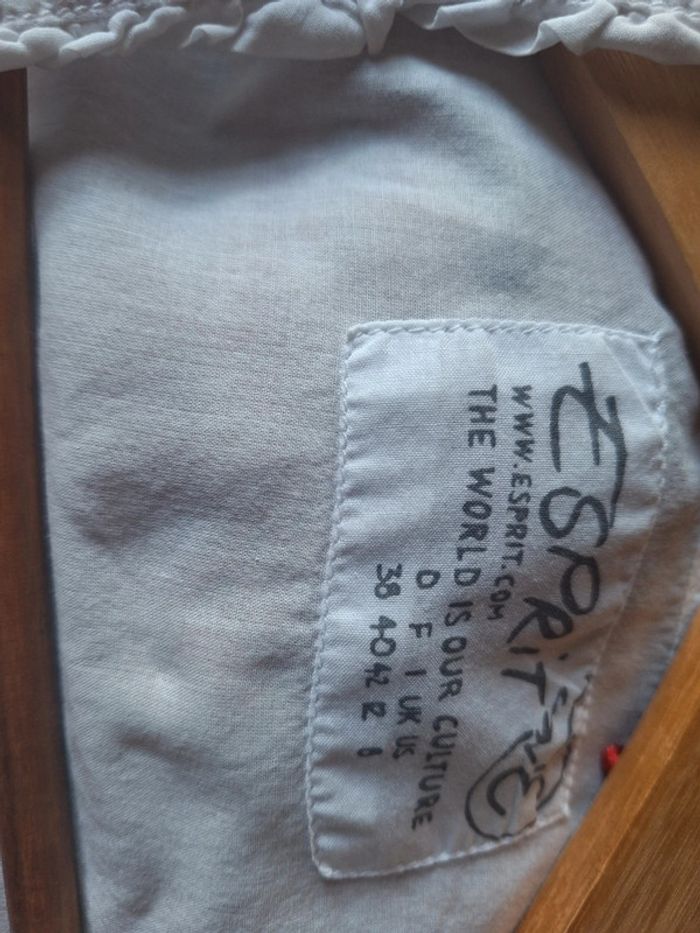 ESPRIT
WWW.ESPRIT.COM
THE WORLD IS OUR CULTURE
D F I UK US
38 40 42 12 8